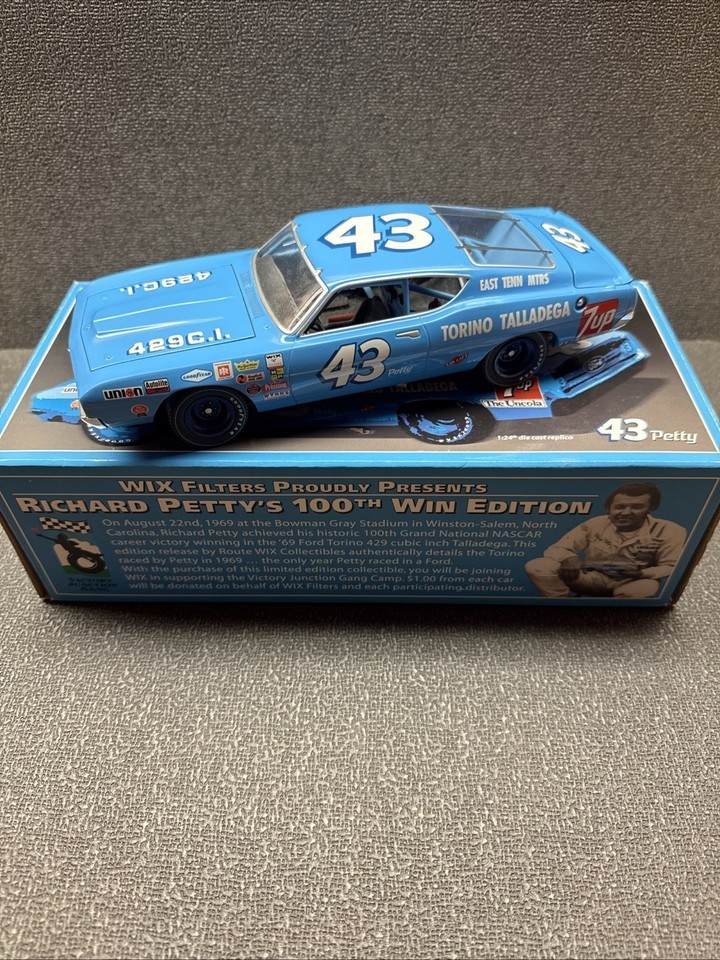 43
43
EAST TENN MTRS
429C.I.
429C.I.
TORINO TALLADEGA
7up
43
Petty
GOODYEAR
WIX
union
Autolite
TALLADEGA
The Uncola
1:24th die cast replica
43 Petty
WIX FILTERS PROUDLY PRESENTS
RICHARD PETTY'S 100TH WIN EDITION
On August 22nd, 1969 at the Bowman Gray Stadium in Winston-Salem, North
Carolina, Richard Petty achieved his historic 100th Grand National NASCAR
career victory winning in the '69 Ford Torino 429 cubic inch Talladega. This
edition release by Route WIX Collectibles authentically details the Torino
raced by Petty in 1969 ... the only year Petty raced in a Ford.
With the purpose of this limited edition collectible, you will be joining
WIX in supporting the Victory Junction Gang Camp. $1.00 from each car
will be donated on behalf of WIX Filters and each participating distributor.